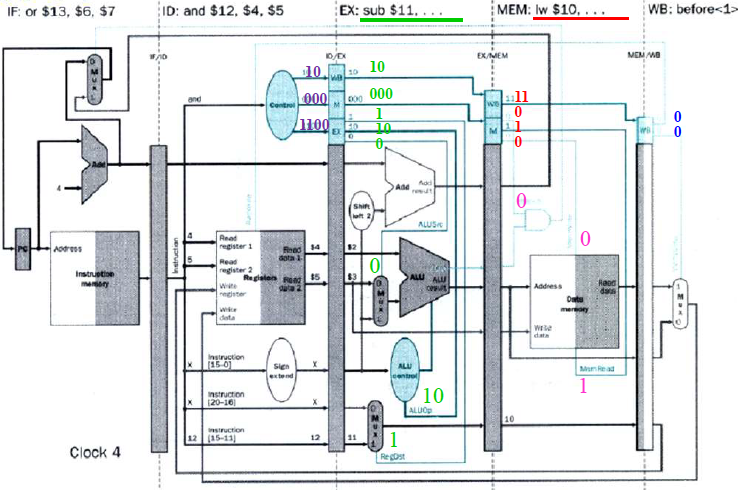 IF: or $13, $6, $7
ID: and $12, $4, $5
EX: sub $11, . . .
MEM: lw $10, . . .
WB: before<1>
IF/ID
ID/EX
EX/MEM
MEM/WB
0
M
u
x
1
and
Control
10
000
1100
WB
M
EX
10
000
1
10
0
10
000
1
10
0
WB
M
11
1
11
0
1
0
WB
0
0
Add
4
Add
Add
result
Shift
left 2
ALUSrc
0
0
PC
Address
Instruction
memory
Instruction
4
5
Read
register 1
Read
register 2
Registers
Write
register
Write
data
Read
data 1
Read
data 2
$4
$5
$2
$3
0
0
M
u
x
1
ALU
ALU
result
Address
Read
data
Data
memory
Write
data
MemRead
1
1
M
u
x
0
X
Instruction
[15–0]
Sign
extend
X
ALU
control
10
ALUOp
X
Instruction
[20–16]
X
12
Instruction
[15–11]
12
11
0
M
u
x
1
1
RegDst
10
Clock 4